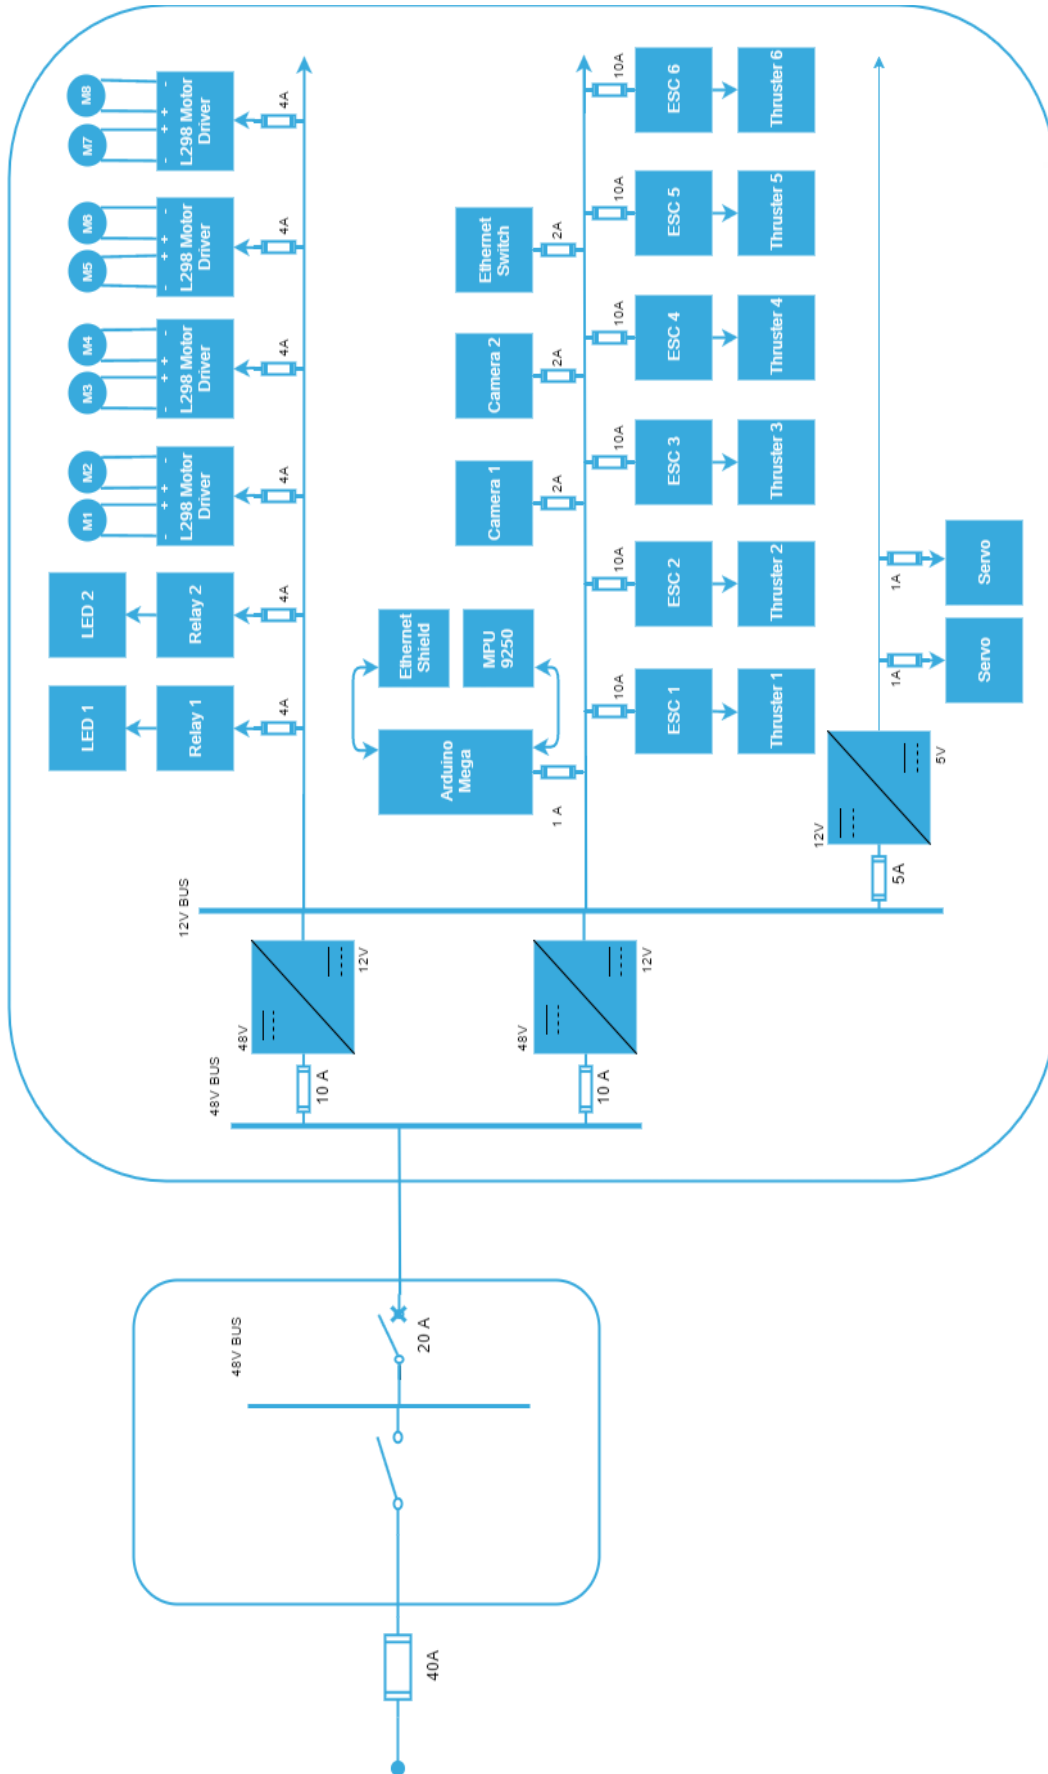 LED 1
LED 2
M1
M2
M3
M4
M5
M6
M7
M8
- + + -
- + + -
- + + -
- + + -
Relay 1
Relay 2
L298 Motor
Driver
L298 Motor
Driver
L298 Motor
Driver
L298 Motor
Driver
4A
4A
4A
4A
4A
4A
48V BUS
48V BUS
12V BUS
48V
12V
10 A
40A
20 A
Arduino
Mega
Ethernet
Shield
MPU
9250
Camera 1
Camera 2
Ethernet
Switch
1 A
2A
2A
2A
48V
12V
10 A
10A
10A
10A
10A
10A
10A
ESC 1
ESC 2
ESC 3
ESC 4
ESC 5
ESC 6
Thruster 1
Thruster 2
Thruster 3
Thruster 4
Thruster 5
Thruster 6
12V
5V
5A
1A
1A
Servo
Servo